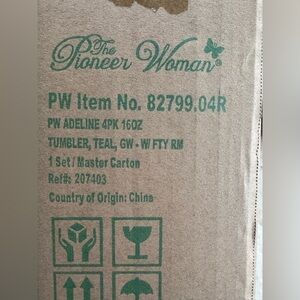 The
Pioneer Woman®
PW Item No. 82799.04R
PW ADELINE 4PK 16OZ
TUMBLER, TEAL, GW - W/ FTY RM
1 Set / Master Carton
Ref#: 207403
Country of Origin: China